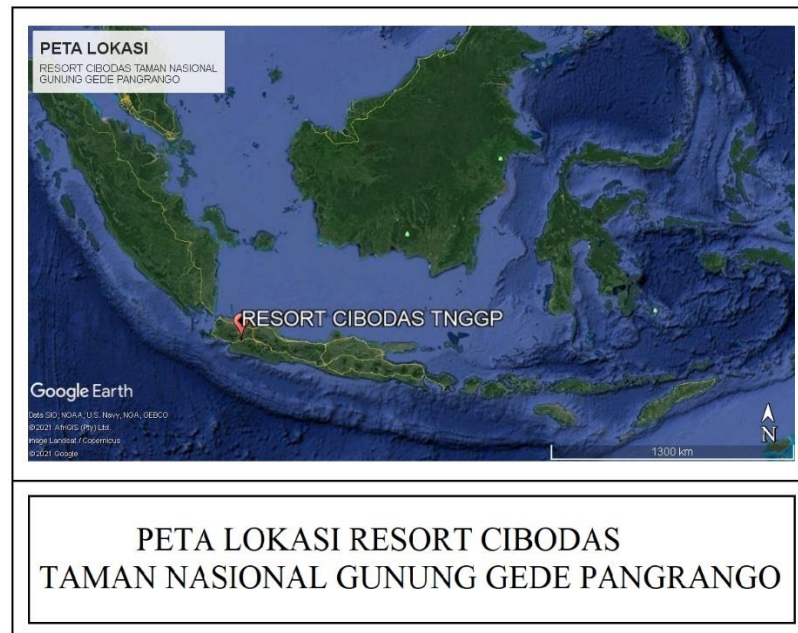 PETA LOKASI
RESORT CIBODAS TAMAN NASIONAL
GUNUNG GEDE PANGRANGO
RESORT CIBODAS TNGGP
Google Earth
Data SIO, NOAA, U.S. Navy, NGA, GEBCO
©2021 AfriGIS (Pty) Ltd.
Image Landsat / Copernicus
©2021 Google
N
1300 km
PETA LOKASI RESORT CIBODAS
TAMAN NASIONAL GUNUNG GEDE PANGRANGO